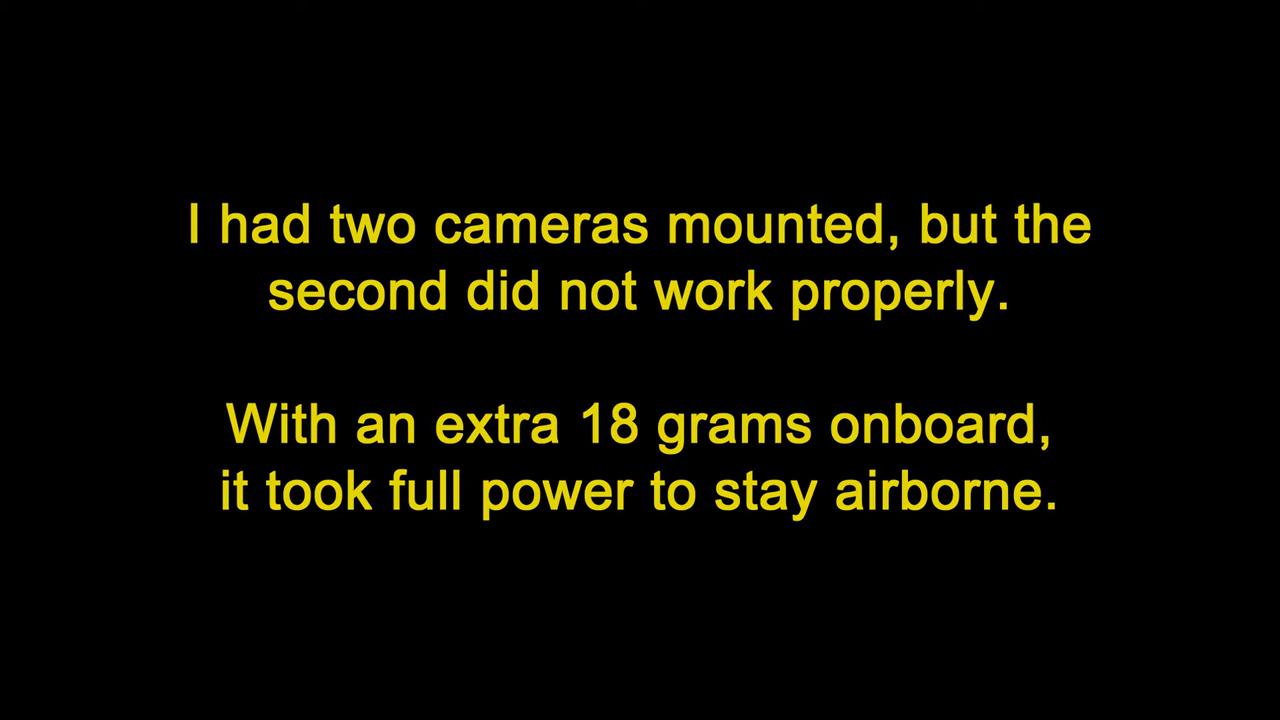 I had two cameras mounted, but the
second did not work properly.
With an extra 18 grams onboard,
it took full power to stay airborne.